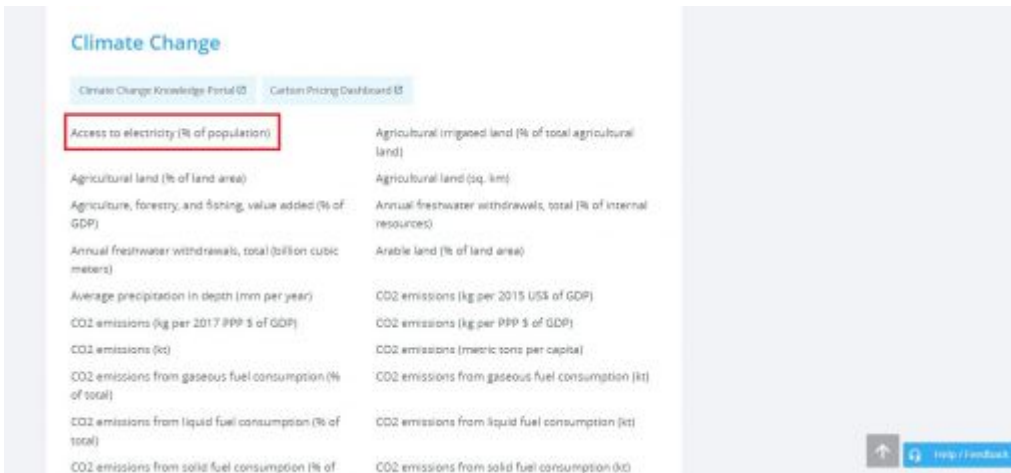 Climate Change
Climate Change Knowledge Portal
Carbon Pricing Dashboard
Access to electricity (% of population)
Agricultural irrigated land (% of total agricultural
land)
Agricultural land (% of land area)
Agricultural land (sq. km)
Agriculture, forestry, and fishing, value added (% of
GDP)
Annual freshwater withdrawals, total (% of internal
resources)
Annual freshwater withdrawals, total (billion cubic
meters)
Arable land (% of land area)
Average precipitation in depth (mm per year)
CO2 emissions (kg per 2015 US$ of GDP)
CO2 emissions (kg per 2017 PPP $ of GDP)
CO2 emissions (kg per PPP $ of GDP)
CO2 emissions (kt)
CO2 emissions (metric tons per capita)
CO2 emissions from gaseous fuel consumption (%
of total)
CO2 emissions from gaseous fuel consumption (kt)
CO2 emissions from liquid fuel consumption (% of
total)
CO2 emissions from liquid fuel consumption (kt)
CO2 emissions from solid fuel consumption (% of
CO2 emissions from solid fuel consumption (kt)
Help / Feedback